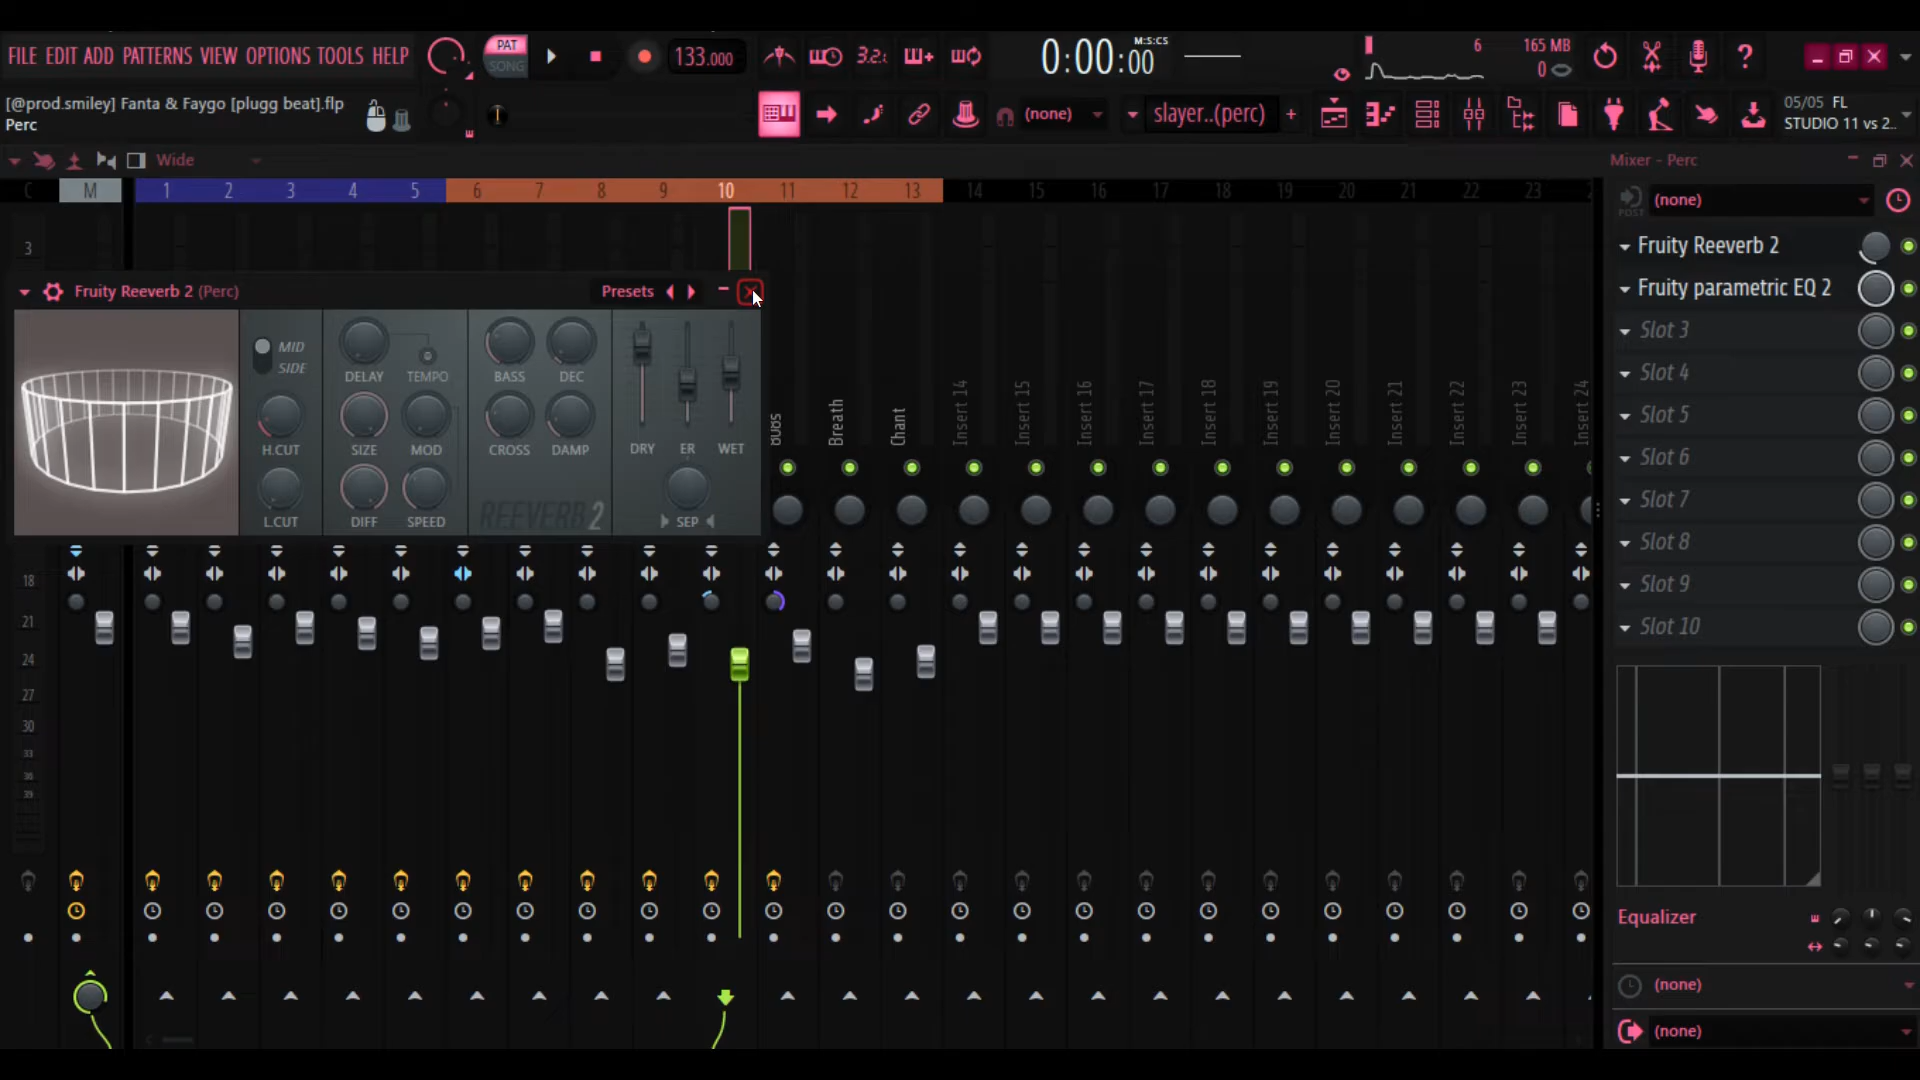 FILE EDIT ADD PATTERNS VIEW OPTIONS TOOLS HELP
PAT
SONG
133.000
3.2.:
0:00:00
M:S:CS
6
165 MB
0
[@prod.smiley] Fanta & Faygo [plugg beat].flp
Perc
(none)
slayer..(perc)
+
05/05 FL
STUDIO 11 vs 2..
Wide
Mixer - Perc
C M 1 2 3 4 5 6 7 8 9 10 11 12 13 14 15 16 17 18 19 20 21 22 23
POST
(none)
3
Fruity Reeverb 2
Fruity parametric EQ 2
Slot 3
Slot 4
Slot 5
Slot 6
Slot 7
Slot 8
Slot 9
Slot 10
Fruity Reeverb 2 (Perc)
Presets
MID
SIDE
DELAY
TEMPO
BASS
DEC
H.CUT
SIZE
MOD
CROSS
DAMP
DRY
ER
WET
L.CUT
DIFF
SPEED
REEVERB 2
SEP
Breath
Chant
Insert 14
Insert 15
Insert 16
Insert 17
Insert 18
Insert 19
Insert 20
Insert 21
Insert 22
Insert 23
Insert 24
18
21
24
27
30
33
36
39
Equalizer
(none)
(none)